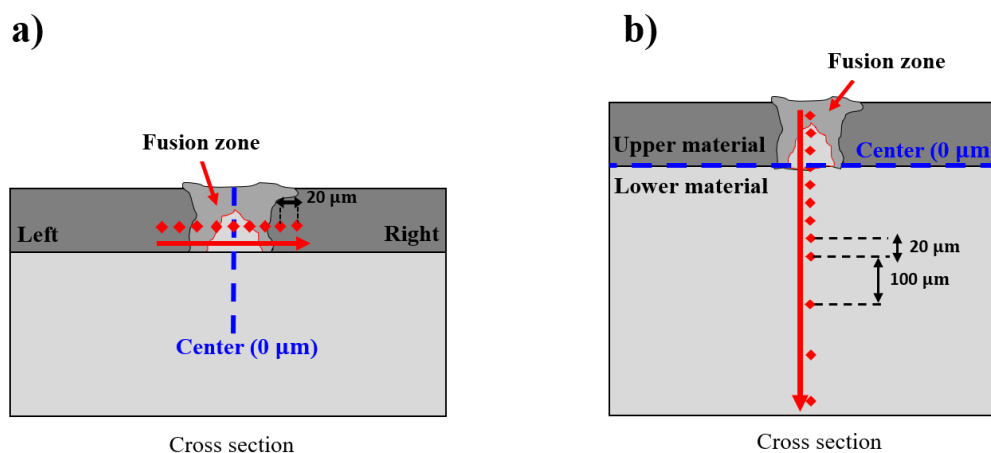 a)
Fusion zone
20 µm
Left
Right
Center (0 µm)
Cross section
b)
Fusion zone
Upper material
Center (0 µm
Lower material
20 µm
100 µm
Cross section